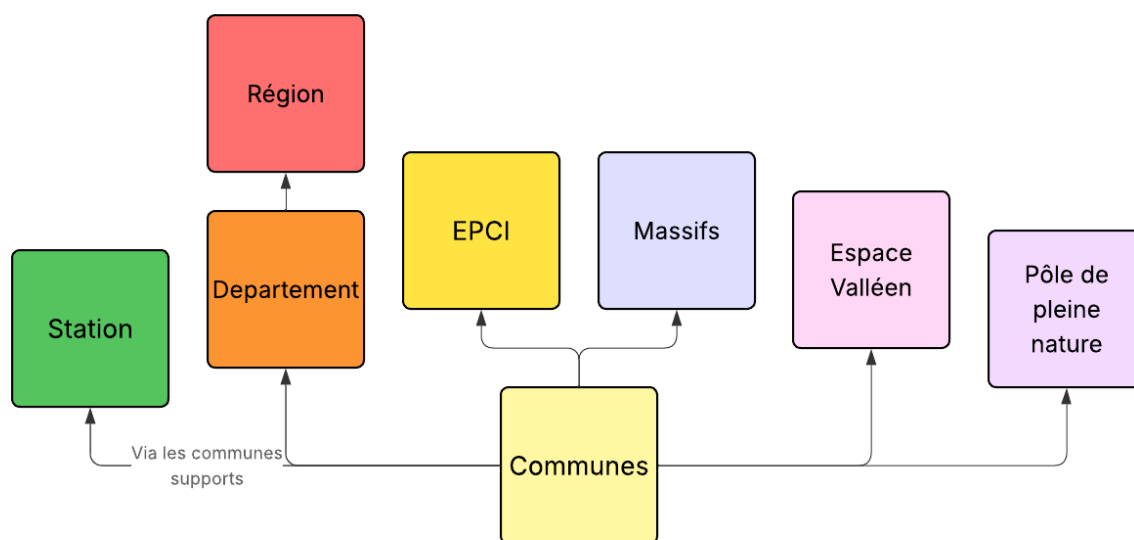 Région
Departement
EPCI
Massifs
Espace
Valléen
Pôle de
pleine
nature
Station
Via les communes
supports
Communes